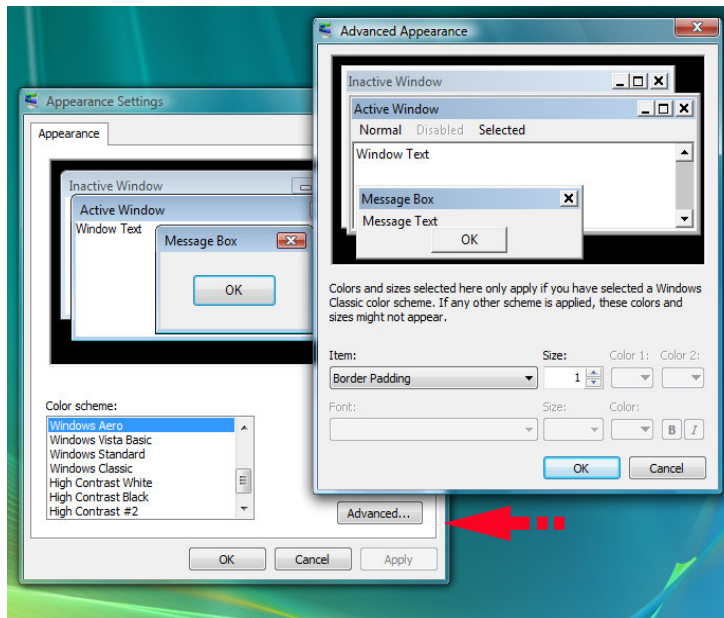 Advanced Appearance
Inactive Window
Active Window
Normal Disabled Selected
Window Text
Message Box
Message Text
OK
Colors and sizes selected here only apply if you have selected a Windows
Classic color scheme. If any other scheme is applied, these colors and
sizes might not appear.
Item:
Size:
Color 1:
Color 2:
Border Padding
1
Font:
Size:
Color:
B
I
OK
Cancel
Appearance Settings
Appearance
Inactive Window
Active Window
Window Text
Message Box
OK
Color scheme:
Windows Aero
Windows Vista Basic
Windows Standard
Windows Classic
High Contrast White
High Contrast Black
High Contrast #2
Advanced...
OK
Cancel
Apply